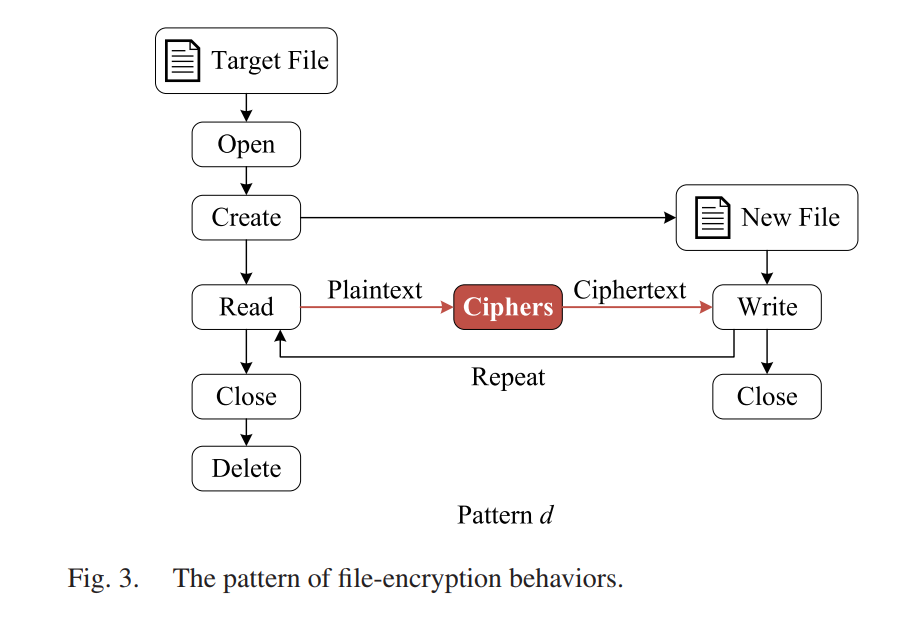 Target File
Open
Create
New File
Read
Plaintext
Ciphers
Ciphertext
Write
Repeat
Close
Close
Delete
Pattern d
Fig. 3. The pattern of file-encryption behaviors.